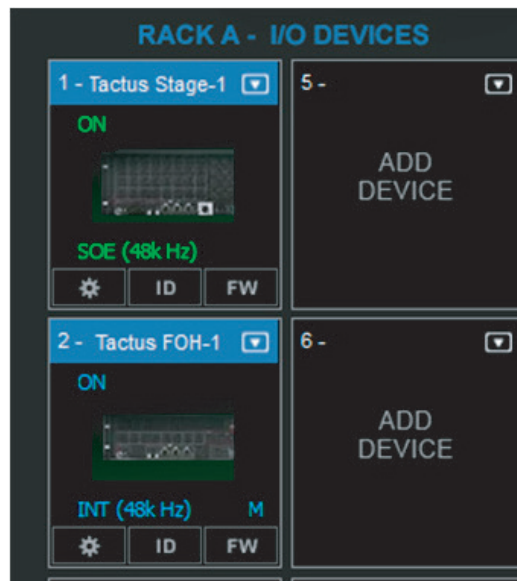 RACK A - I/O DEVICES
1 - Tactus Stage-1
ON
SOE (48k Hz)
ID
FW
5 -
ADD
DEVICE
2 - Tactus FOH-1
ON
INT (48k Hz) M
ID
FW
6 -
ADD
DEVICE